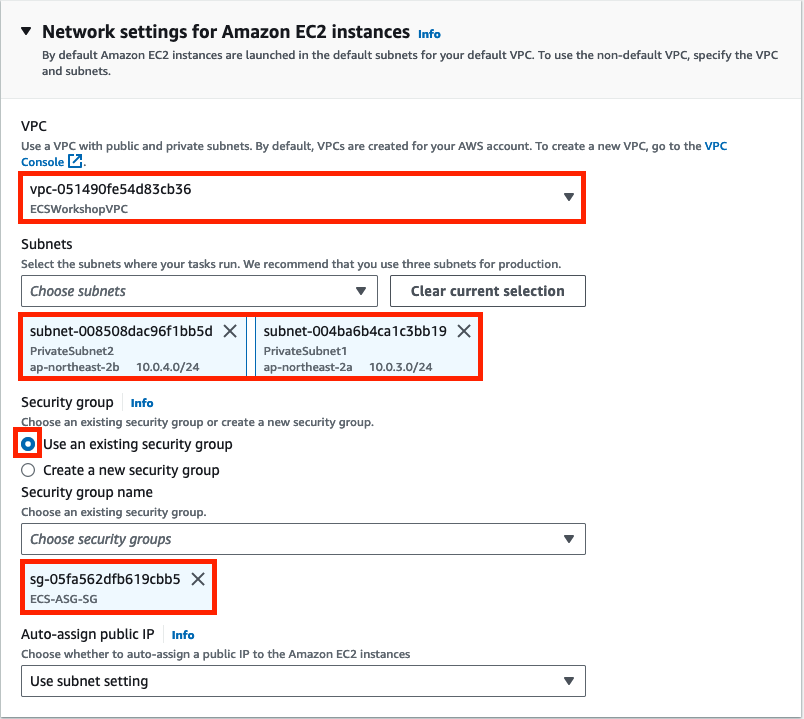 Network settings for Amazon EC2 instances Info
By default Amazon EC2 instances are launched in the default subnets for your default VPC. To use the non-default VPC, specify the VPC
and subnets.
VPC
Use a VPC with public and private subnets. By default, VPCs are created for your AWS account. To create a new VPC, go to the VPC
Console.
vpc-051490fe54d83cb36
ECSWorkshopVPC
Subnets
Select the subnets where your tasks run. We recommend that you use three subnets for production.
Choose subnets Clear current selection
subnet-008508dac96f1bb5d subnet-004ba6b4ca1c3bb19
PrivateSubnet2 PrivateSubnet1
ap-northeast-2b 10.0.4.0/24 ap-northeast-2a 10.0.3.0/24
Security group Info
Choose an existing security group or create a new security group.
Use an existing security group
Create a new security group
Security group name
Choose an existing security group.
Choose security groups
sg-05fa562dfb619cbb5
ECS-ASG-SG
Auto-assign public IP Info
Choose whether to auto-assign a public IP to the Amazon EC2 instances
Use subnet setting